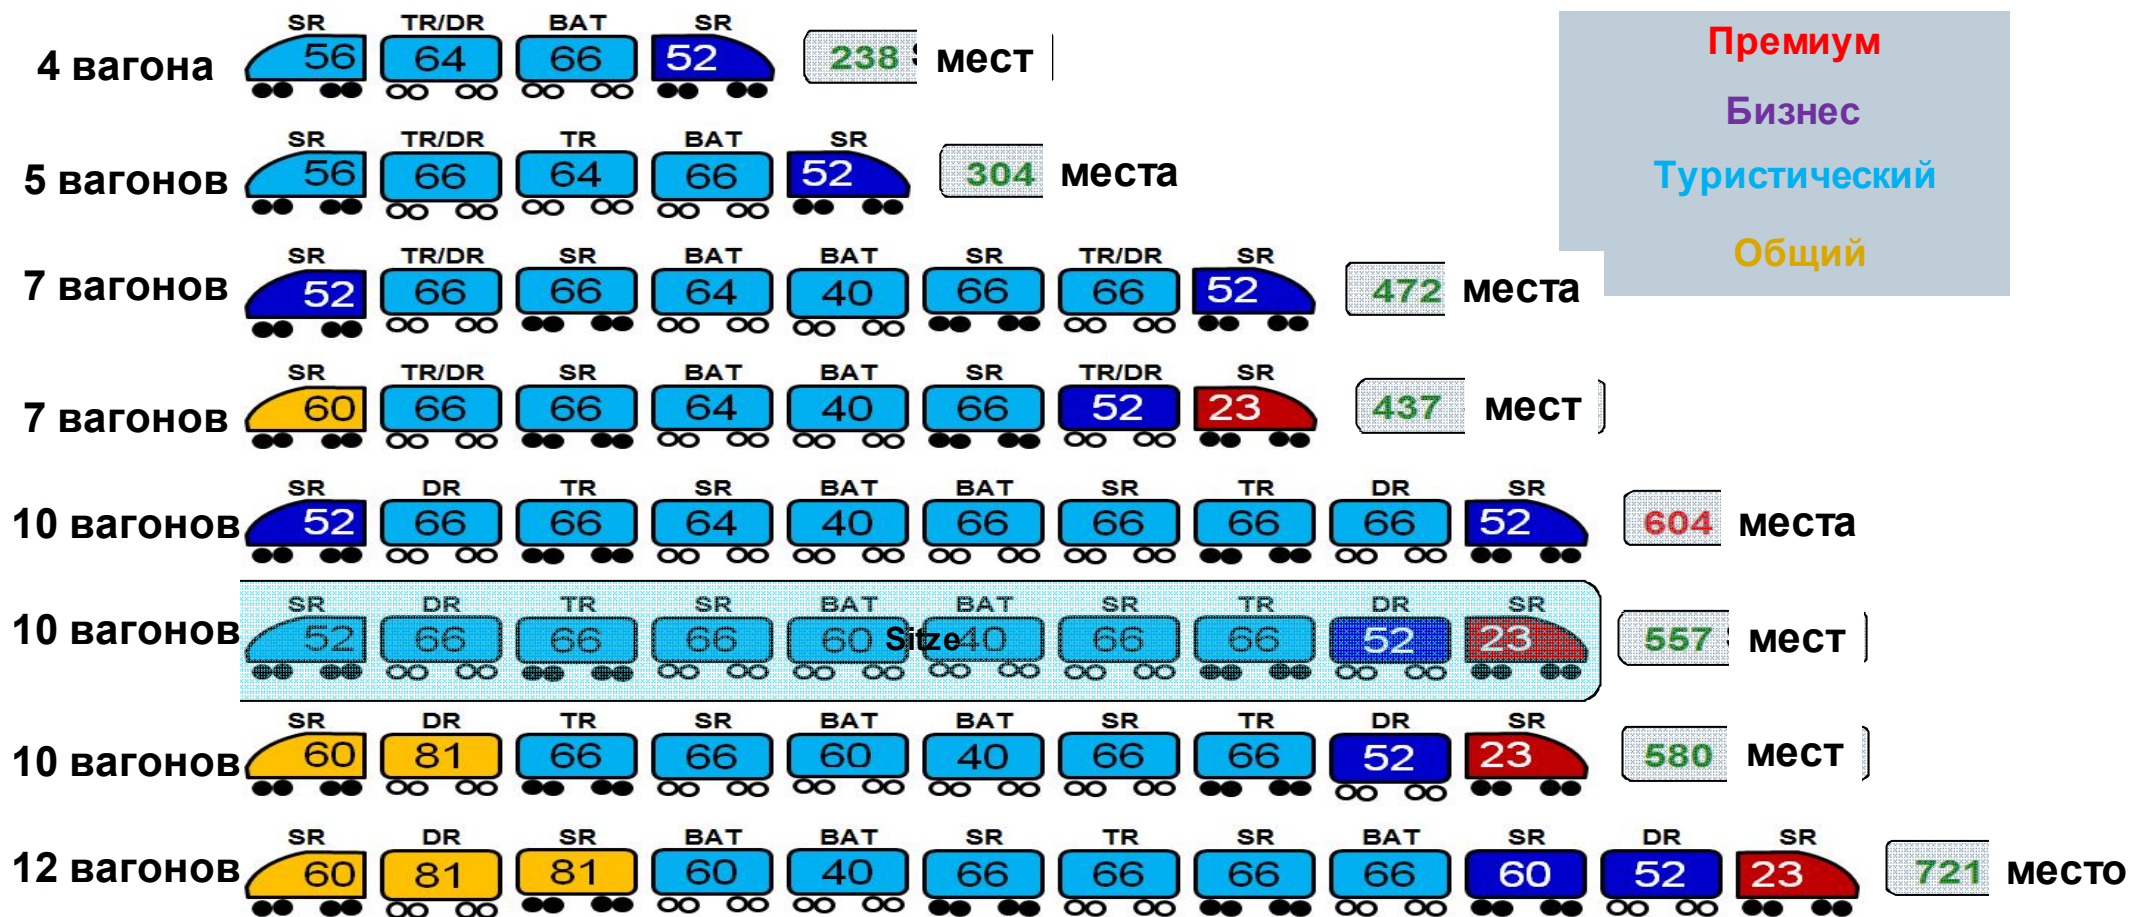 SR TR/DR BAT SR
4 вагона 56 64 66 52 238 мест
SR TR/DR TR BAT SR
5 вагонов 56 66 64 66 52 304 места
SR TR/DR SR BAT BAT SR TR/DR SR
7 вагонов 52 66 66 64 40 66 66 52 472 места
SR TR/DR SR BAT BAT SR TR/DR SR
7 вагонов 60 66 66 64 40 66 52 23 437 мест
SR DR TR SR BAT BAT SR TR DR SR
10 вагонов 52 66 66 64 40 66 66 66 66 52 604 места
SR DR TR SR BAT BAT SR TR DR SR
10 вагонов 52 66 66 66 60 Sitze 40 66 66 52 23 557 мест
SR DR TR SR BAT BAT SR TR DR SR
10 вагонов 60 81 66 66 60 40 66 66 52 23 580 мест
SR DR SR BAT BAT SR TR SR BAT SR DR SR
12 вагонов 60 81 81 60 40 66 66 66 66 60 52 23 721 место
Премиум
Бизнес
Туристический
Общий